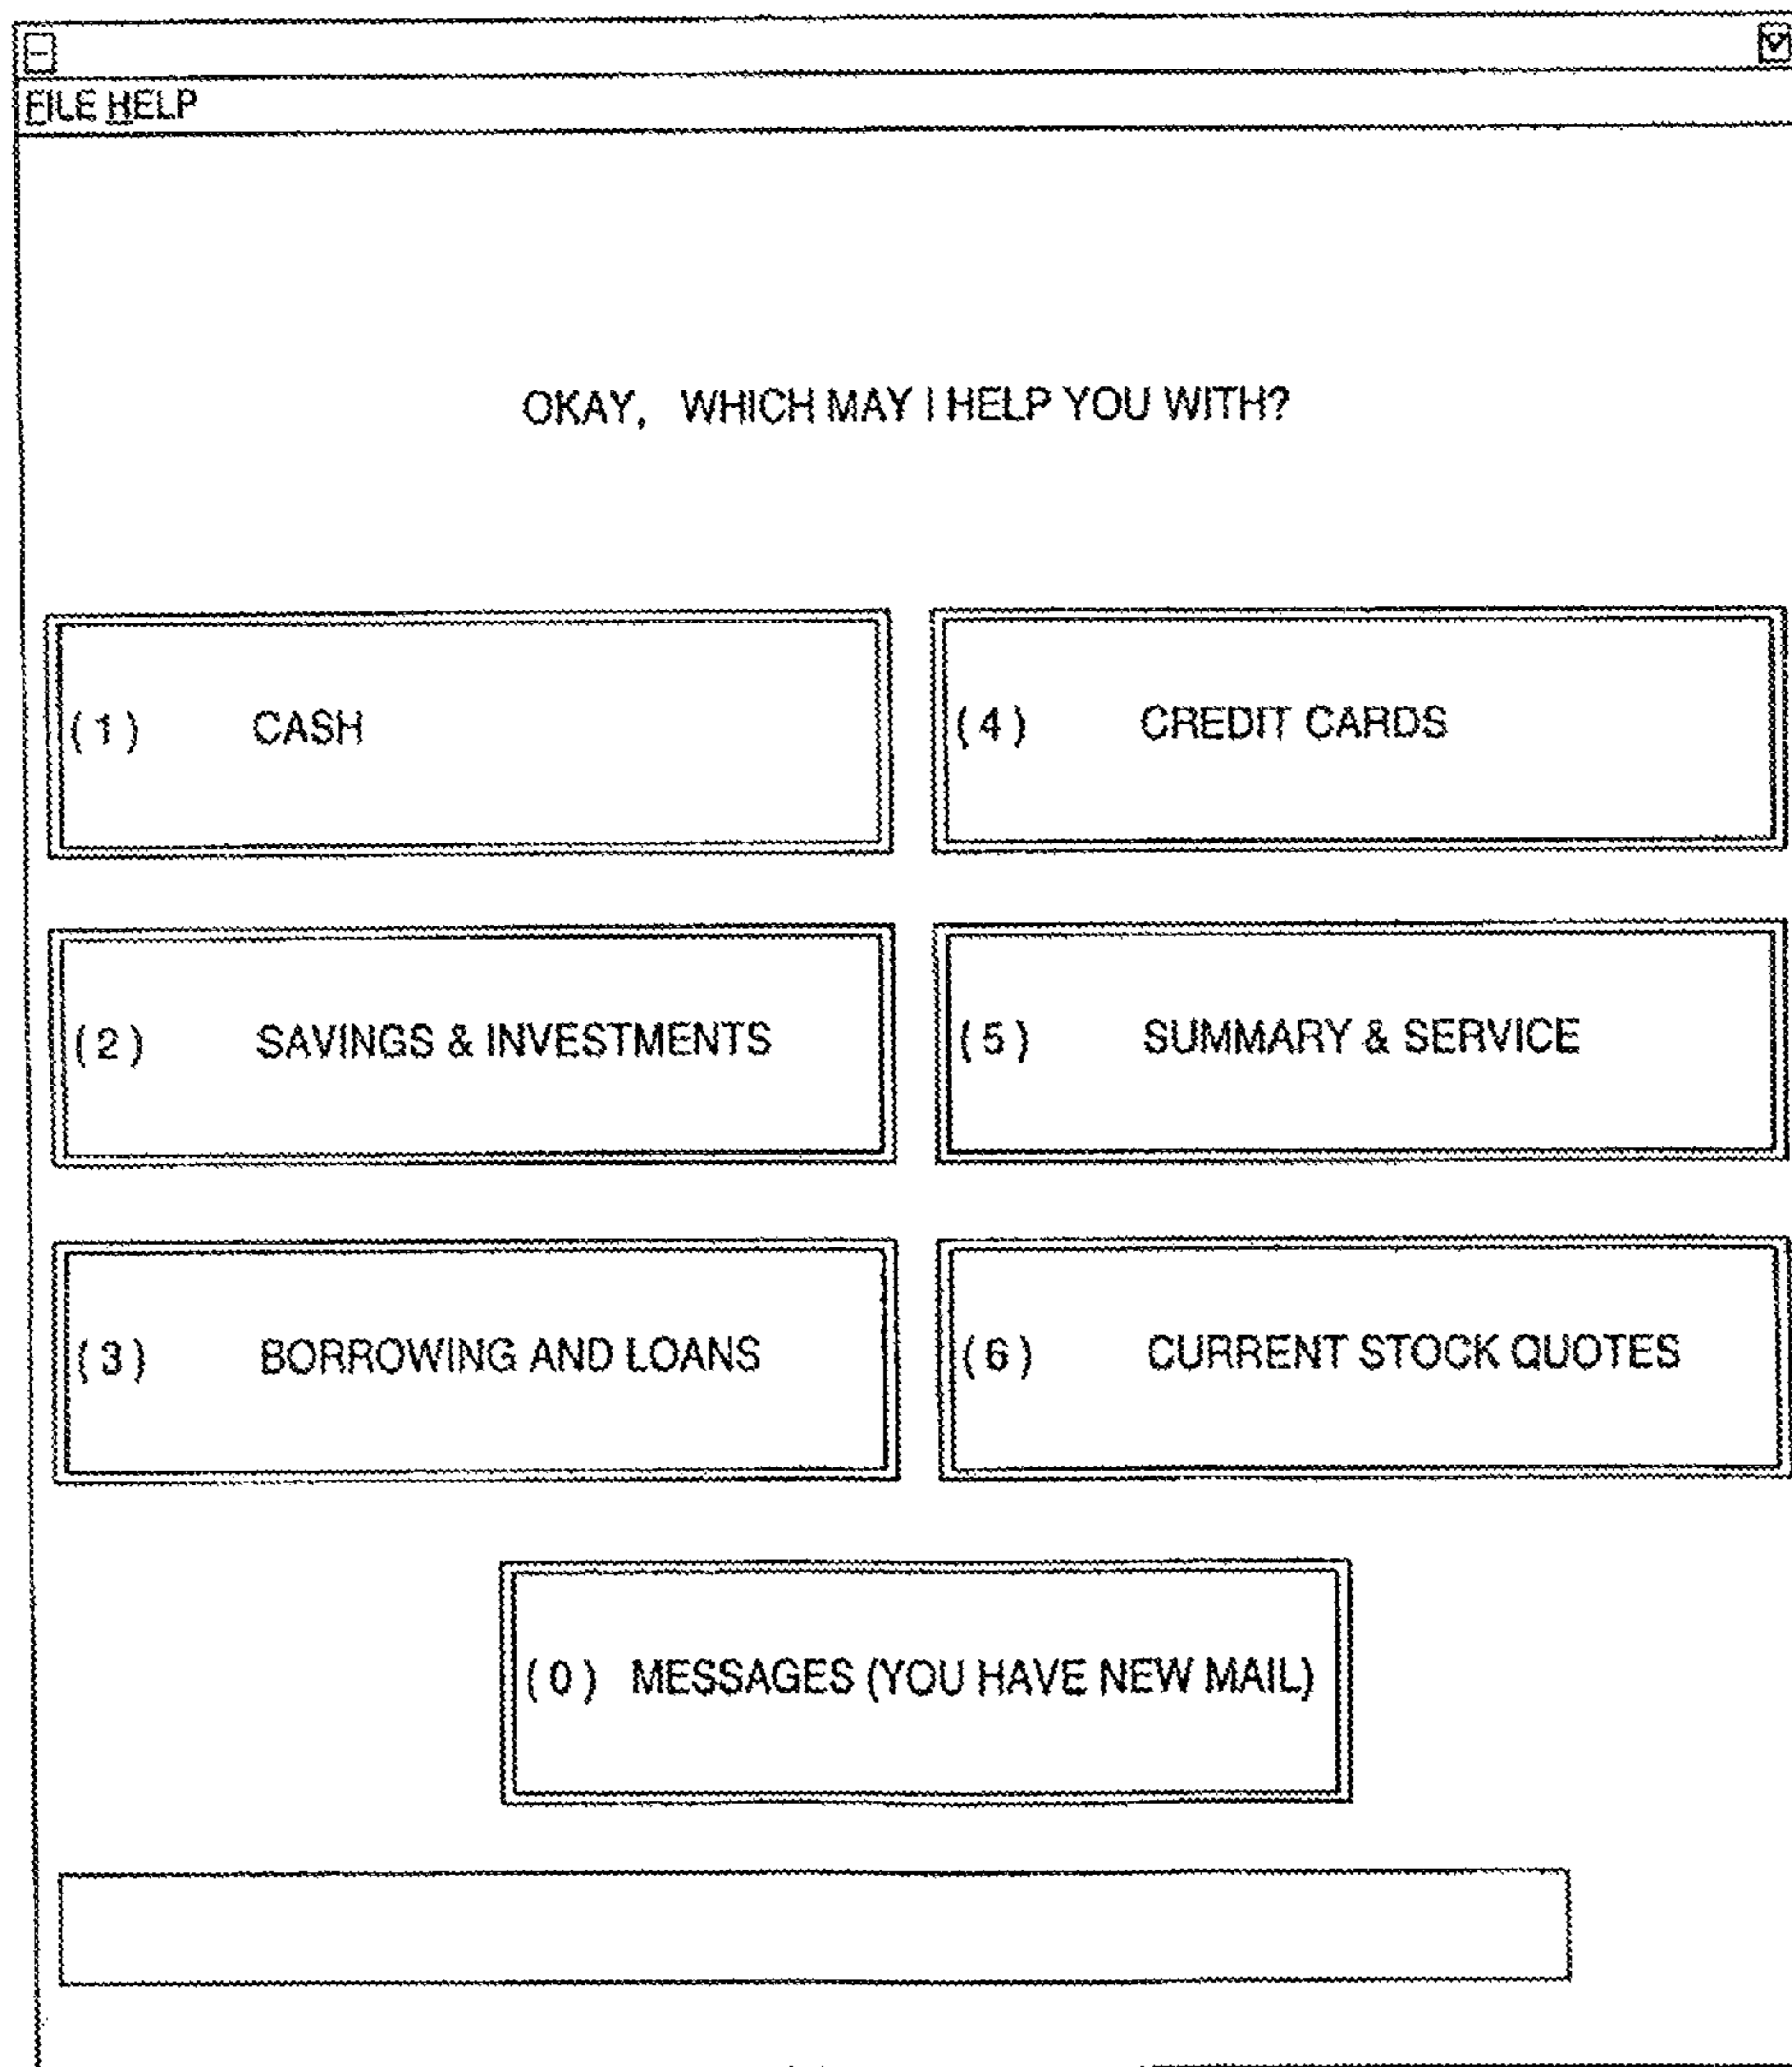 FILE HELP
OKAY, WHICH MAY I HELP YOU WITH?
(1) CASH
(4) CREDIT CARDS
(2) SAVINGS & INVESTMENTS
(5) SUMMARY & SERVICE
(3) BORROWING AND LOANS
(6) CURRENT STOCK QUOTES
(0) MESSAGES (YOU HAVE NEW MAIL)